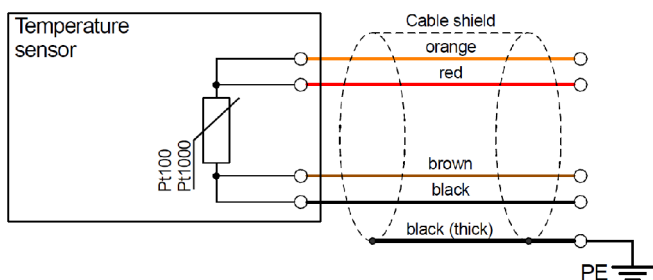 Temperature
sensor
Cable shield
orange
red
Pt100
Pt1000
brown
black
black (thick)
PE